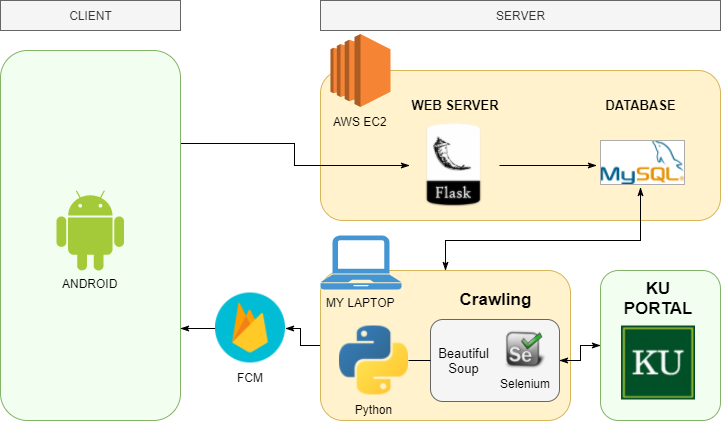 CLIENT
SERVER
AWS EC2
WEB SERVER
DATABASE
Flask
MySQL
ANDROID
MY LAPTOP
Crawling
KU
PORTAL
Beautiful
Soup
Se
Selenium
KU
FCM
Python